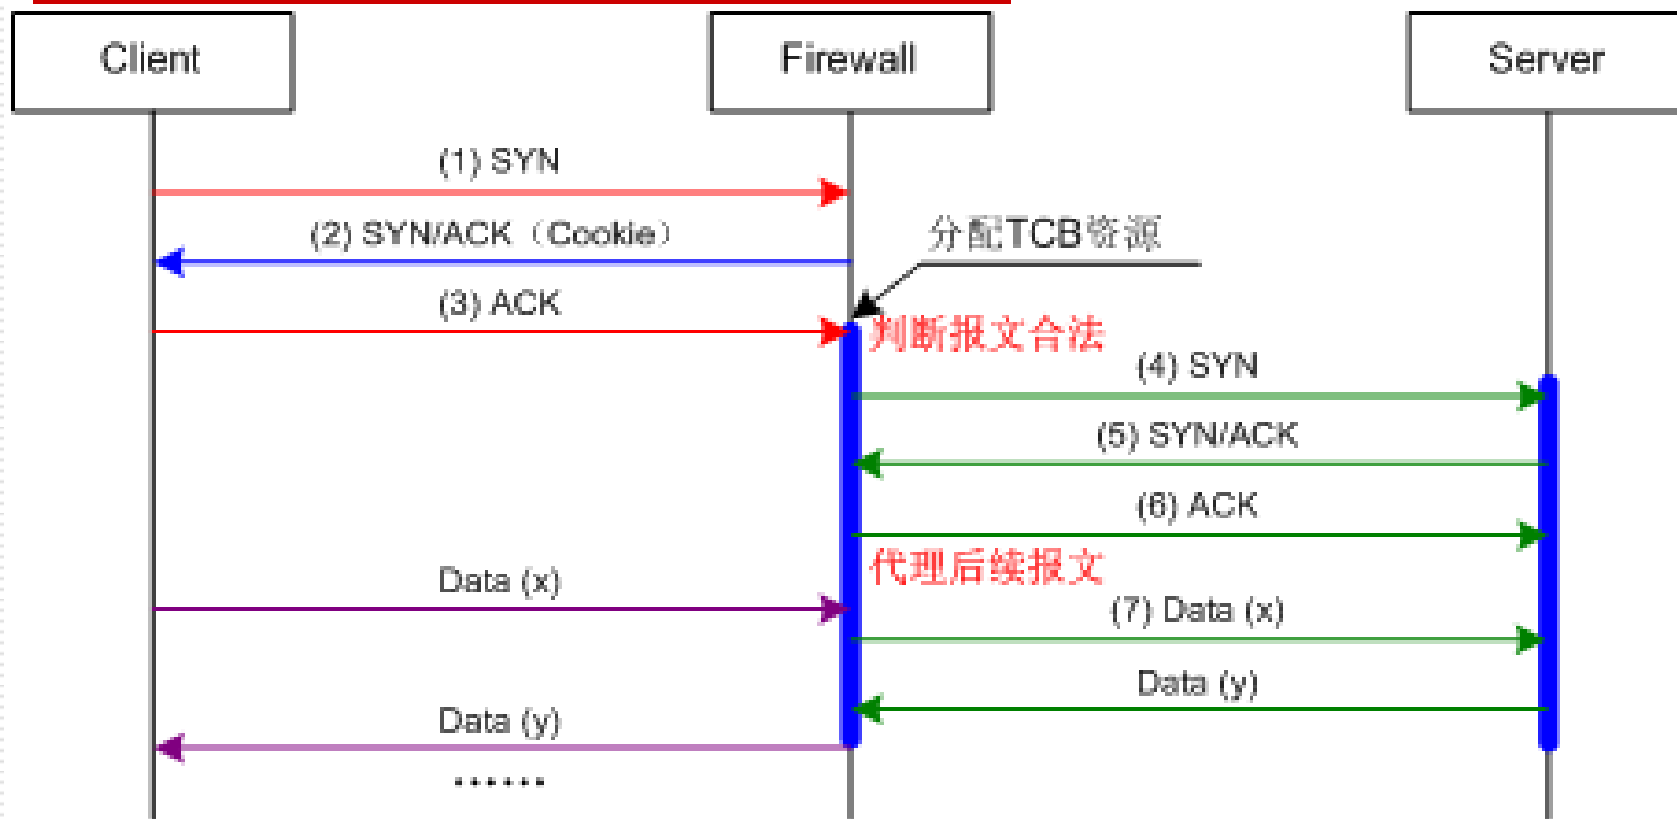 Client
Firewall
Server
(1) SYN
(2) SYN/ACK（Cookie）
分配TCB资源
(3) ACK
判断报文合法
(4) SYN
(5) SYN/ACK
(6) ACK
代理后续报文
Data (x)
(7) Data (x)
Data (y)
Data (y)
......